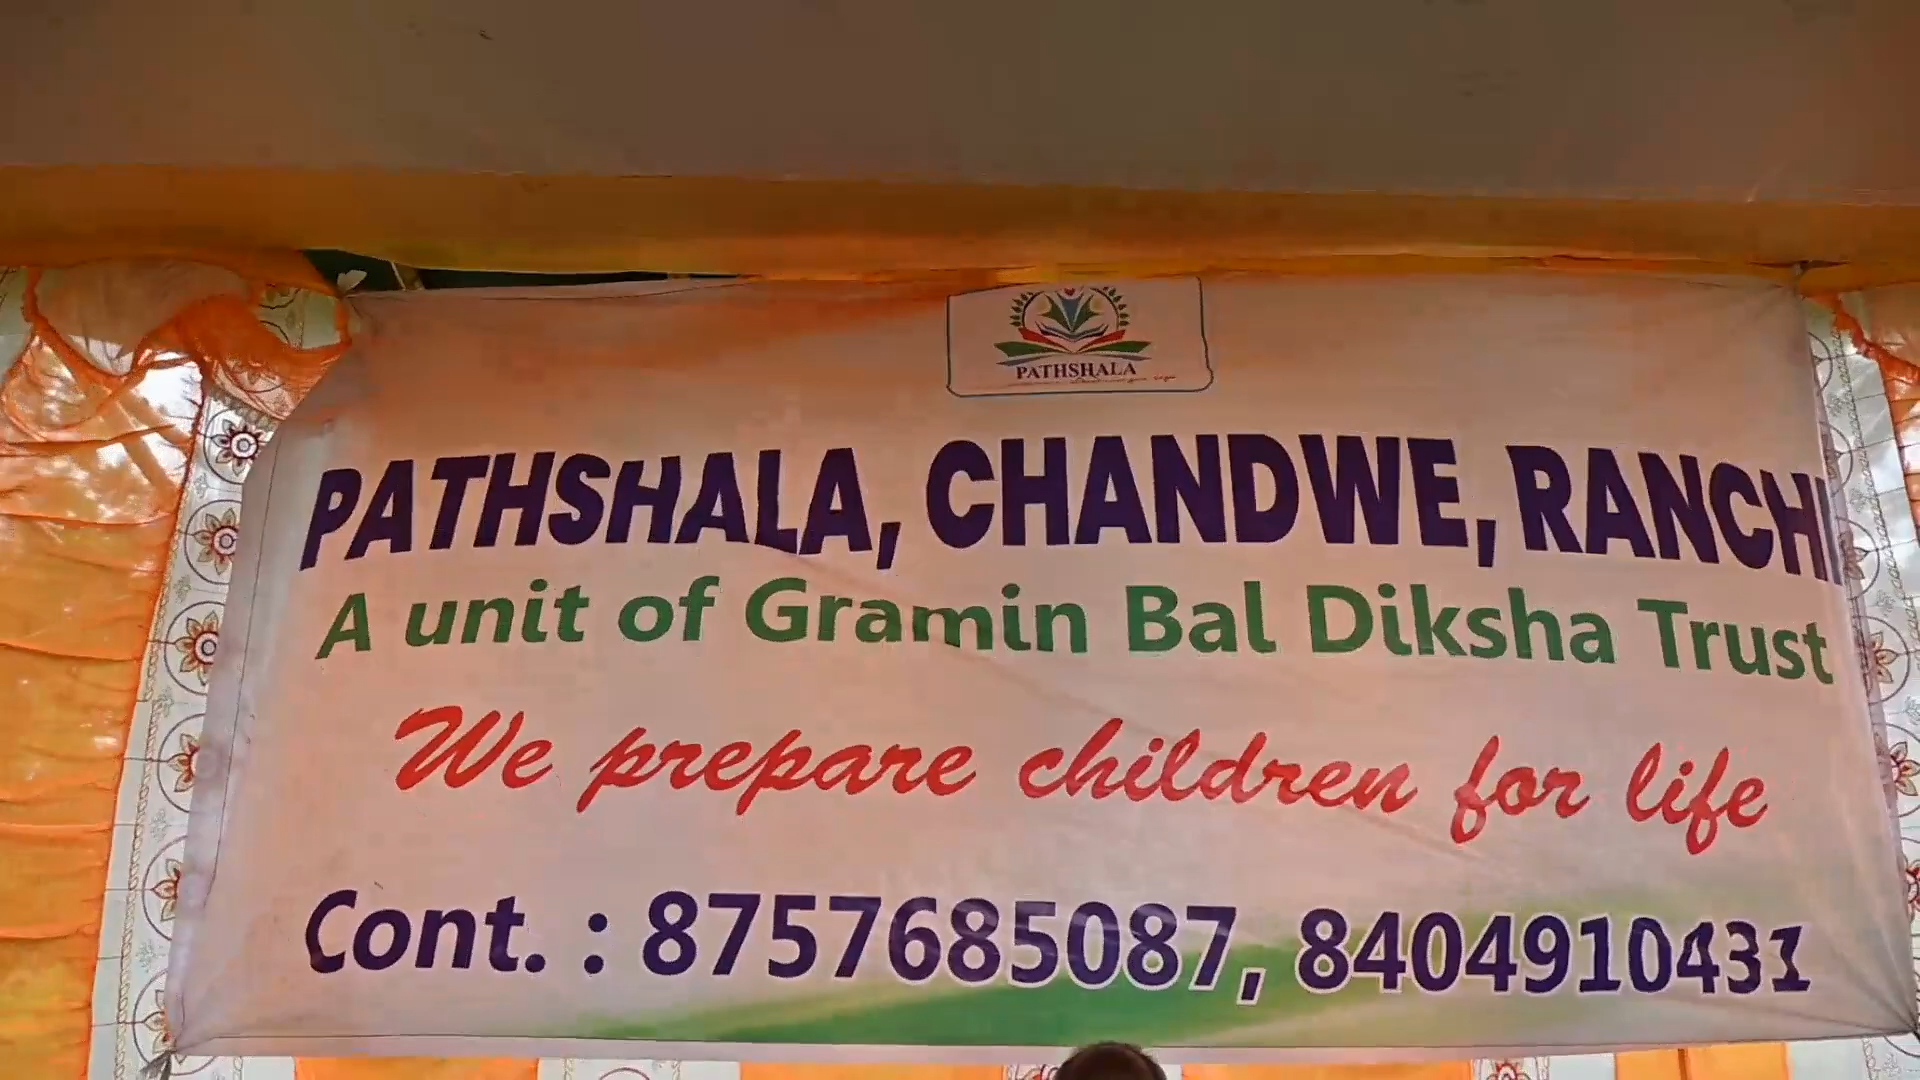 PATHSHALA
PATHSHALA, CHANDWE, RANCHI
A unit of Gramin Bal Diksha Trust
We prepare children for life
Cont. : 8757685087, 8404910431